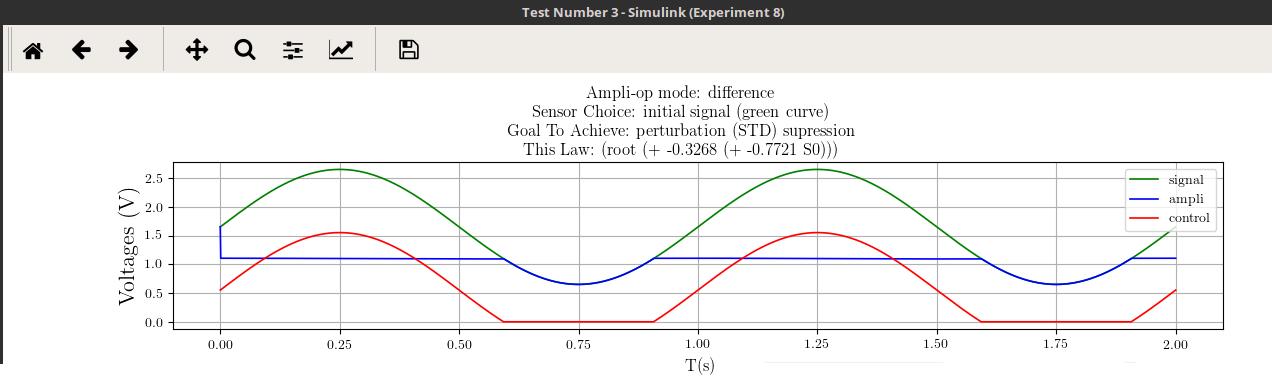 Test Number 3 - Simulink (Experiment 8)
Ampli-op mode: difference
Sensor Choice: initial signal (green curve)
Goal To Achieve: perturbation (STD) supression
This Law: (root (+ -0.3268 (+ -0.7721 S0)))
signal
ampli
control
Voltages (V)
2.5
2.0
1.5
1.0
0.5
0.0
0.00 0.25 0.50 0.75 1.00 1.25 1.50 1.75 2.00
T(s)